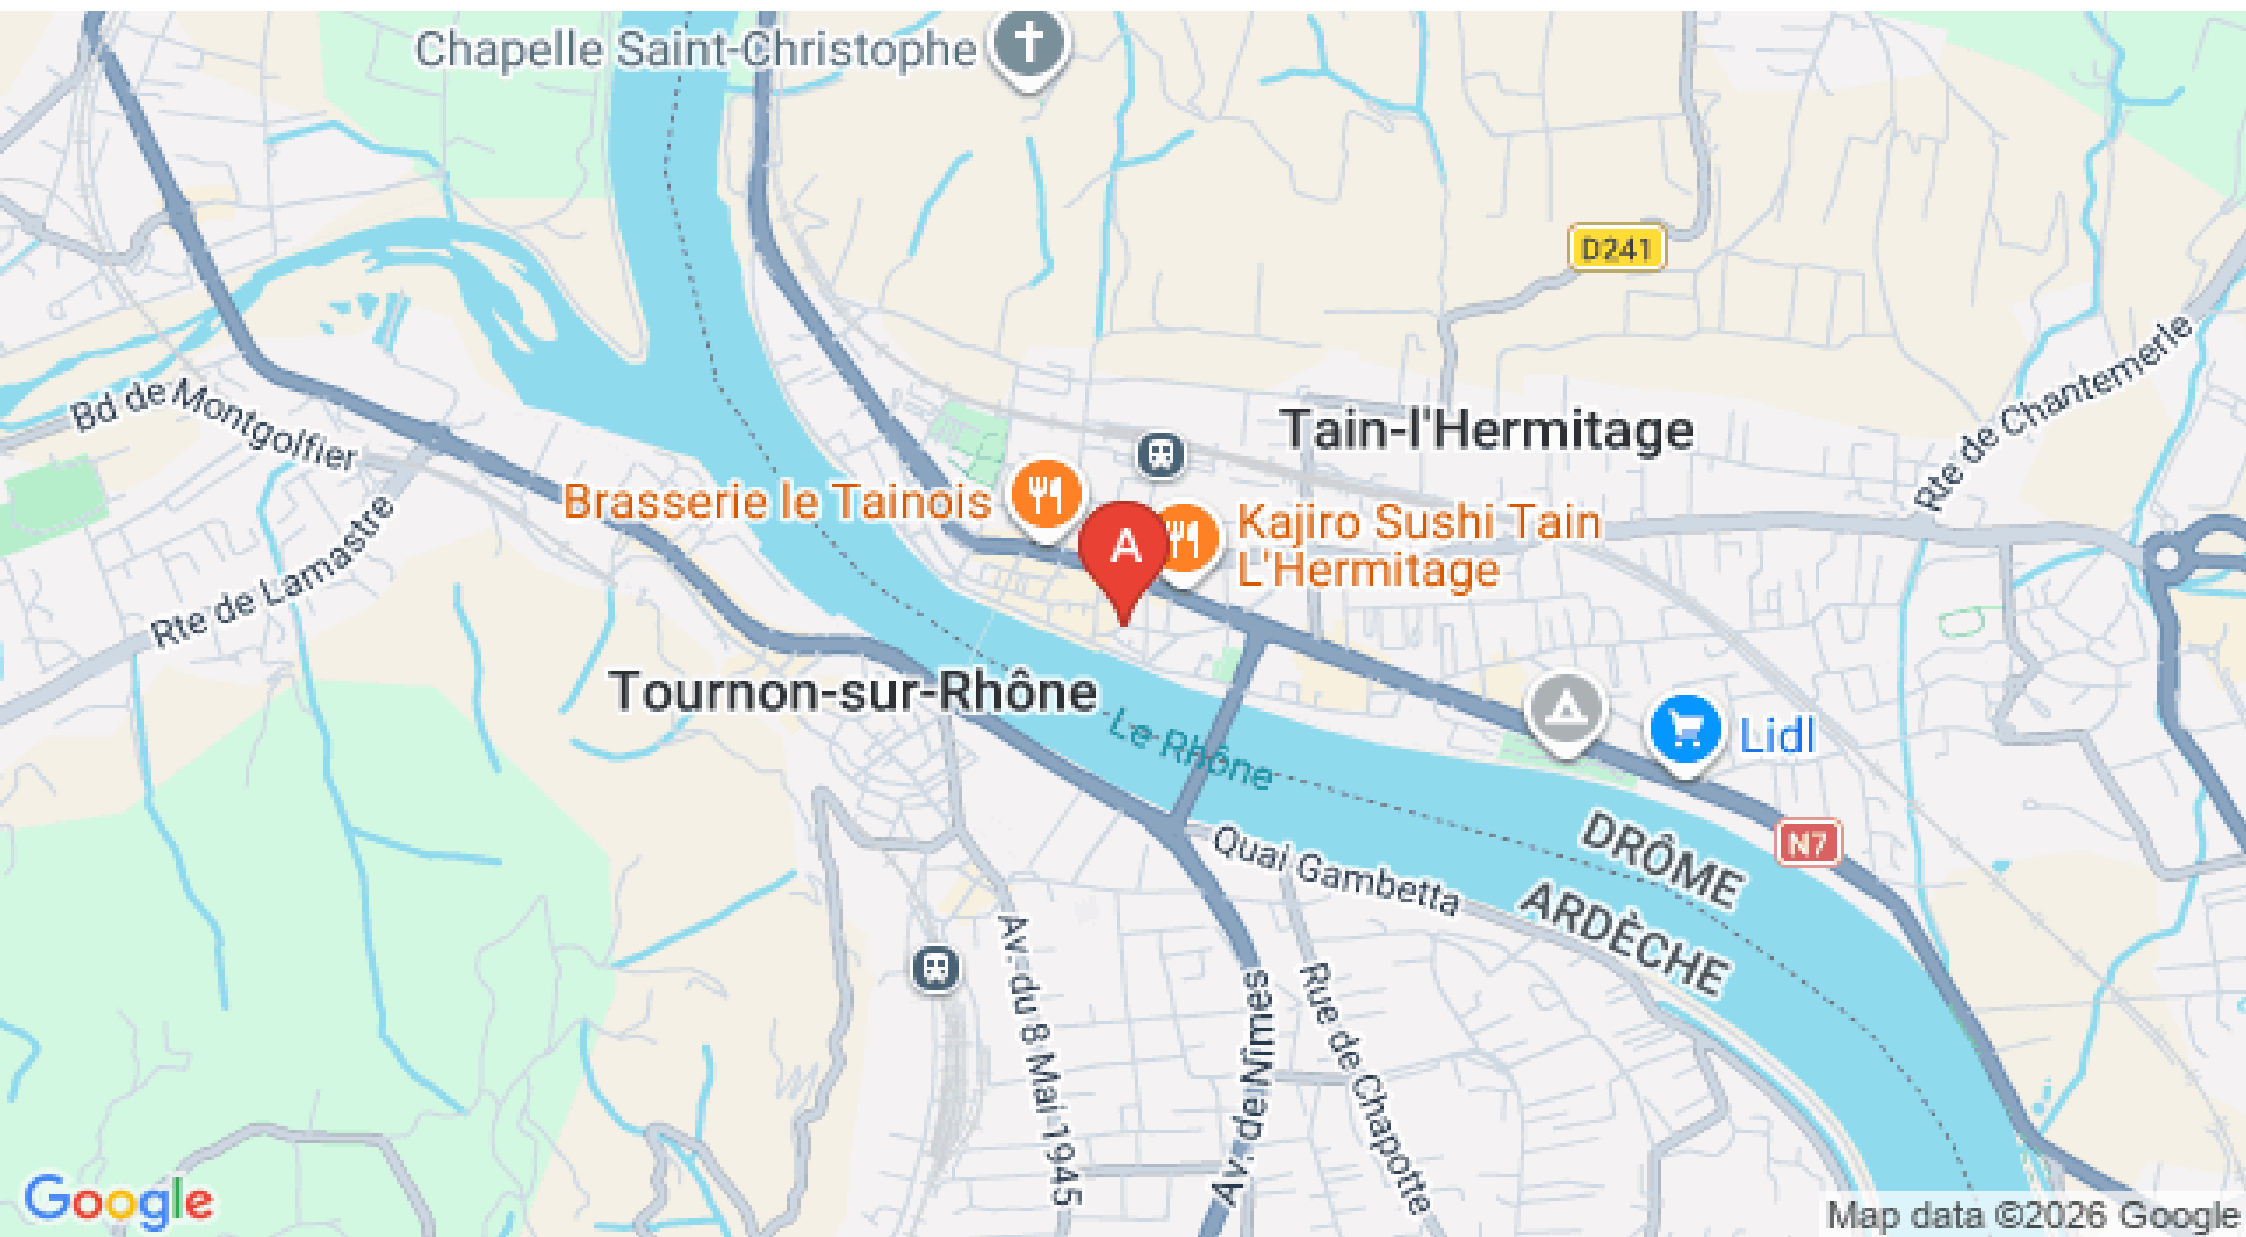 Chapelle Saint-Christophe
D241
Bd de Montgolfier
Rte de Chantemerle
Tain-l'Hermitage
Brasserie le Tainois
A
Kajiro Sushi Tain
L'Hermitage
Rte de Lamastre
Tournon-sur-Rhône
Le Rhône
Lidl
N7
DRÔME
ARDÈCHE
Quai Gambetta
Av. du 8 Mai 1945
Av. de Nîmes
Rue de Chapotte
Google
Map data ©2026 Google